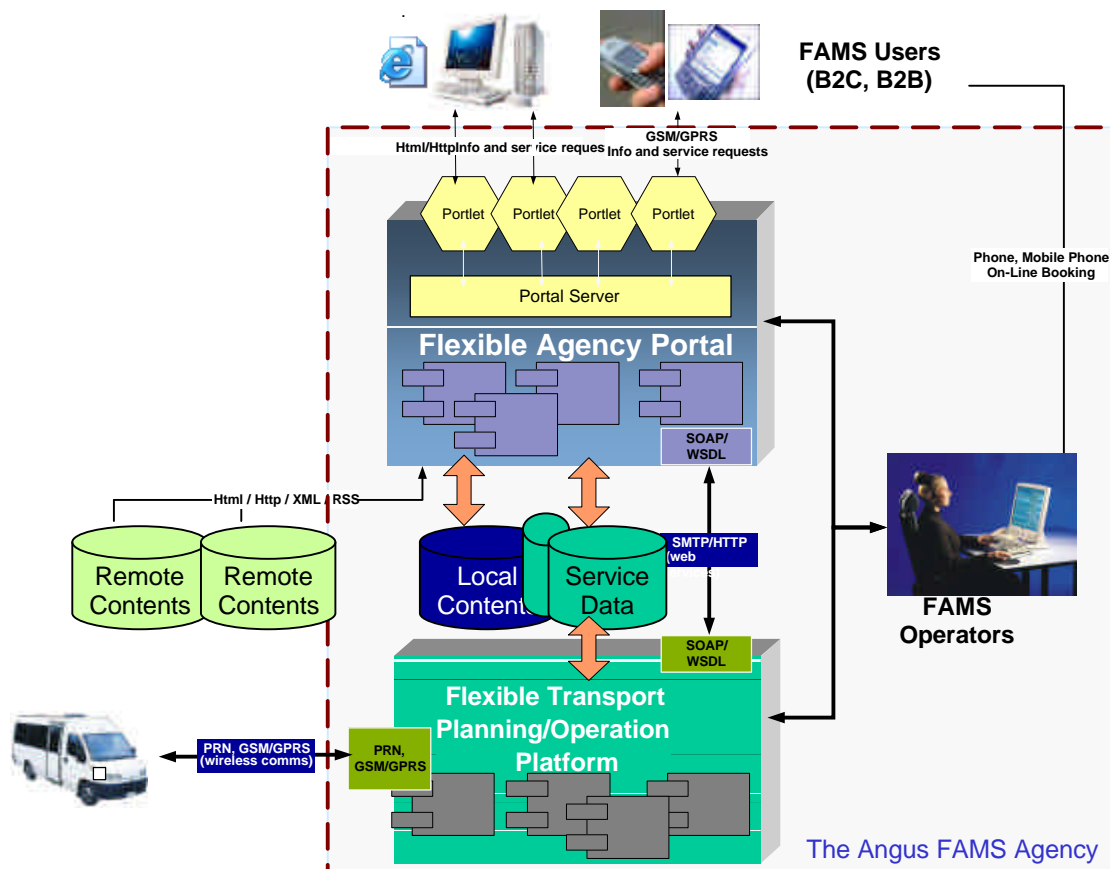 FAMS Users
(B2C, B2B)
Html/HttpInfo and service reques
GSM/GPRS
Info and service requests
Portlet
Portlet
Portlet
Portlet
Phone, Mobile Phone
On-Line Booking
Portal Server
Flexible Agency Portal
SOAP/
WSDL
Html / Http / XML / RSS
Remote
Contents
Remote
Contents
Local
Contents
Service
Data
SMTP/HTTP
(web
FAMS
Operators
SOAP/
WSDL
Flexible Transport
Planning/Operation
Platform
PRN, GSM/GPRS
(wireless comms)
PRN,
GSM/GPRS
The Angus FAMS Agency